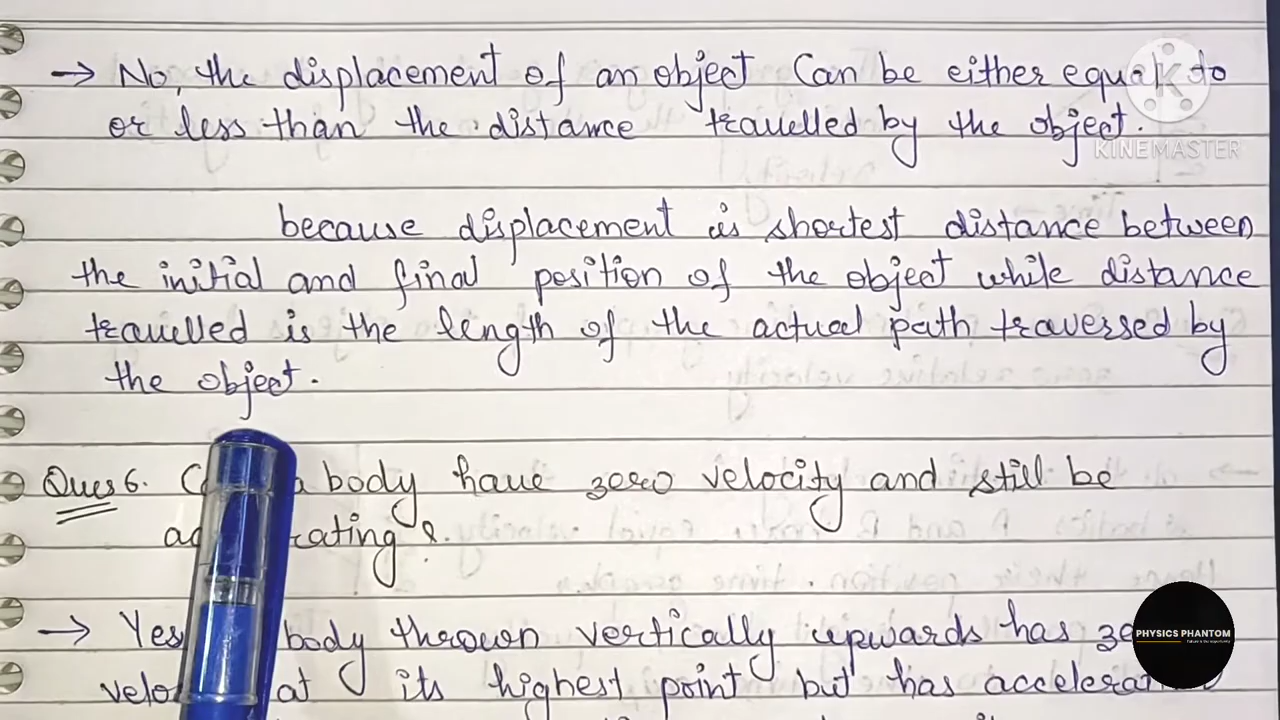 → No, the displacement of an object Can be either equal to
or less than the distance travelled by the object.
KINEMASTER
because displacement is shortest distance between
the initial and final position of the object while distance
travelled is the length of the actual path traversed by
the object.
Ques 6. body have zero velocity and still be
?
→ Yes body thrown vertically upwards has
at its highest point but has
PHYSICS PHANTOM